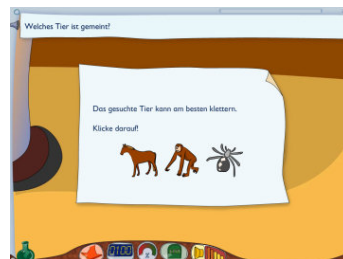 Welches Tier ist gemeint?
Das gesuchte Tier kann am besten klettern.
Klicke darauf!